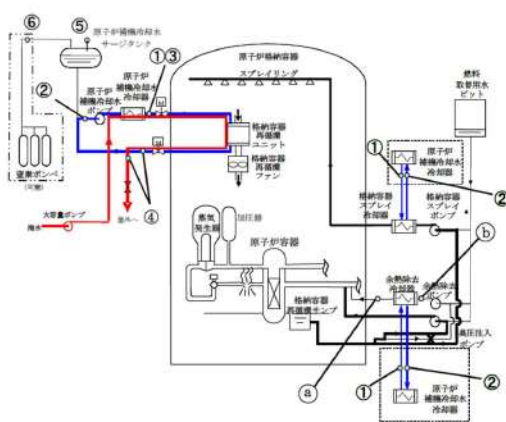 ⑥
⑤
原子炉補機冷却水
サージタンク
原子炉格納容器
スプレイリング
①③
原子炉
補機冷却水
冷却器
原子炉
補機冷却水
ポンプ
②
M
M
格納容器
再循環
ユニット
格納容器
再循環
ファン
窒素ボンベ
(可搬)
大容量ポンプ
海水
海へ
④
燃料
取替用水
ピット
①
原子炉
補機冷却水
冷却器
②
格納容器
スプレイ
冷却器
格納容器
スプレイ
ポンプ
蒸気
発生器
加圧器
原子炉容器
余熱除去
冷却器
余熱除去
ポンプ
ⓑ
格納容器
再循環サンプ
高圧注入
ポンプ
ⓐ
①
②
原子炉
補機冷却水
冷却器